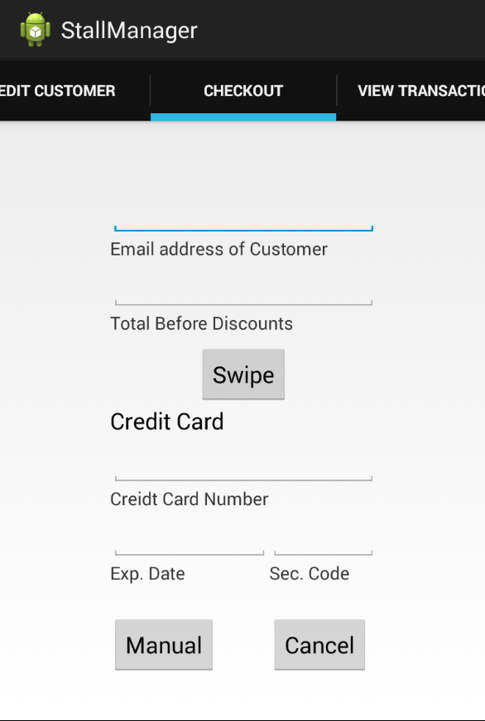 StallManager
EDIT CUSTOMER CHECKOUT VIEW TRANSACTIO
Email address of Customer
Total Before Discounts
Swipe
Credit Card
Creidt Card Number
Exp. Date Sec. Code
Manual Cancel